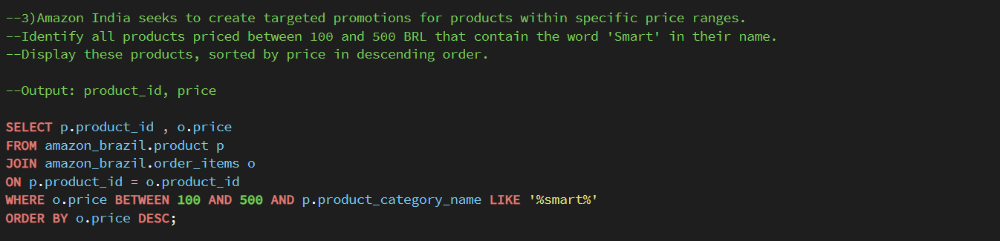 --3)Amazon India seeks to create targeted promotions for products within specific price ranges.
--Identify all products priced between 100 and 500 BRL that contain the word 'Smart' in their name.
--Display these products, sorted by price in descending order.
--Output: product_id, price
SELECT p.product_id , o.price
FROM amazon_brazil.product p
JOIN amazon_brazil.order_items o
ON p.product_id = o.product_id
WHERE o.price BETWEEN 100 AND 500 AND p.product_category_name LIKE '%smart%'
ORDER BY o.price DESC;